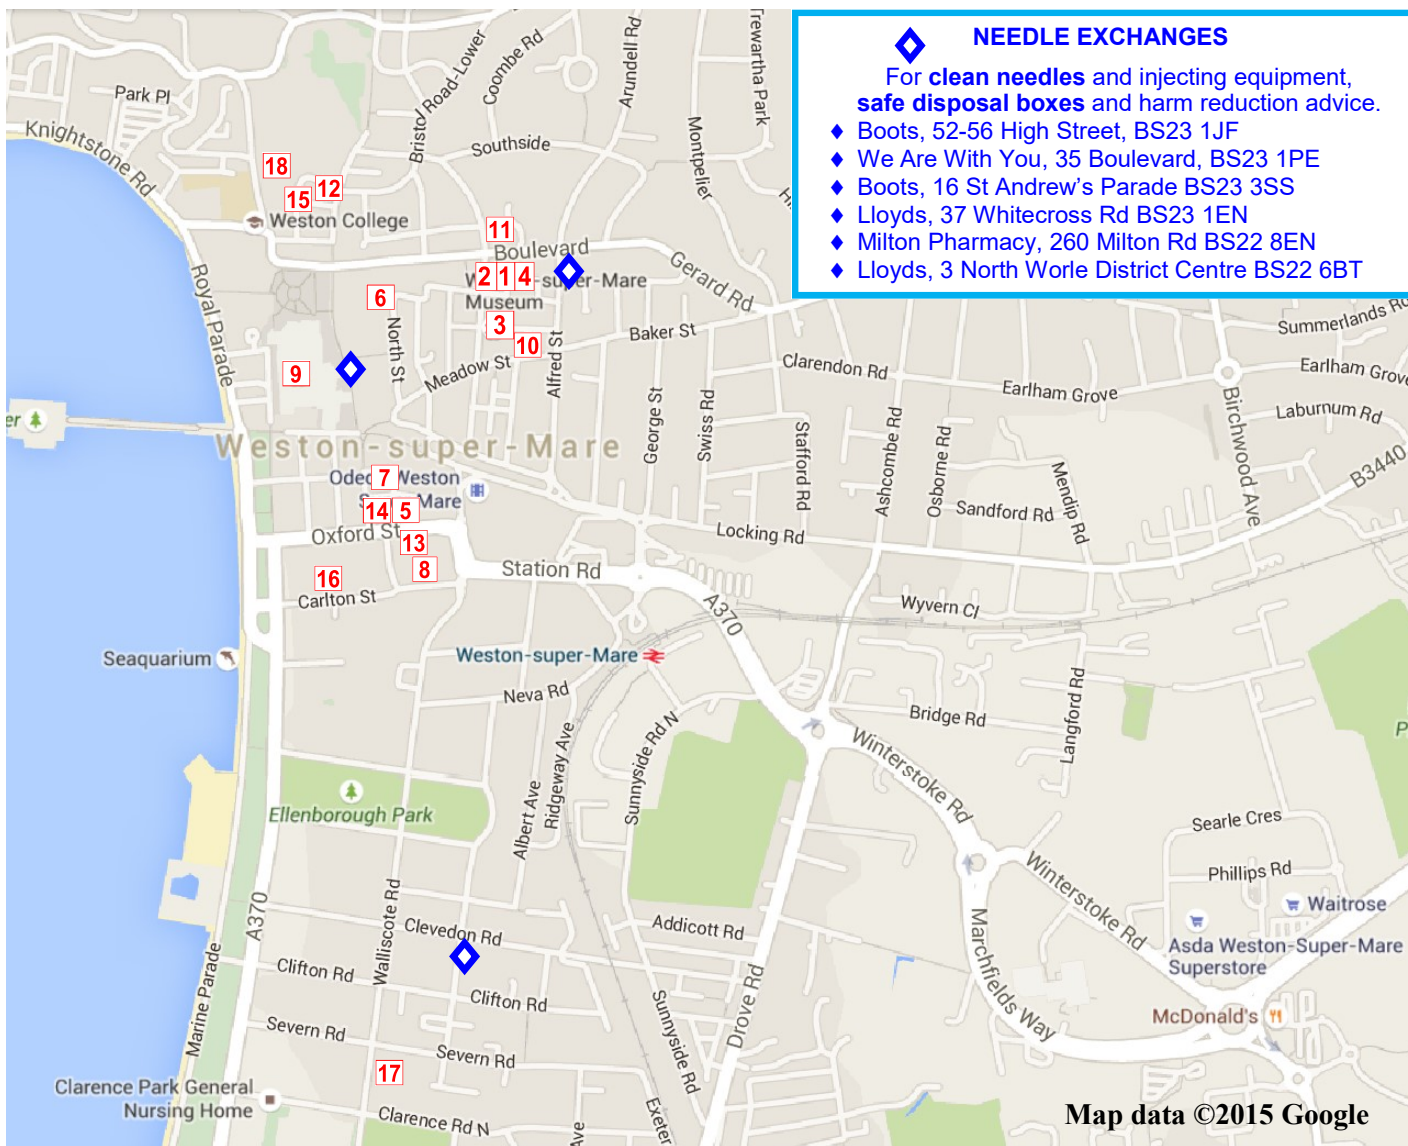 NEEDLE EXCHANGES
For clean needles and injecting equipment,
safe disposal boxes and harm reduction advice.
♦ Boots, 52-56 High Street, BS23 1JF
♦ We Are With You, 35 Boulevard, BS23 1PE
♦ Boots, 16 St Andrew's Parade BS23 3SS
♦ Lloyds, 37 Whitecross Rd BS23 1EN
♦ Milton Pharmacy, 260 Milton Rd BS22 8EN
♦ Lloyds, 3 North Worle District Centre BS22 6BT
Trewartha Park
Coombe Rd
Arundell Rd
Bristol Road-Lower
Park Pl
Knightstone Rd
Southside
Montpelier
18
12
15
Weston College
11
Boulevard
Gerard Rd
2 1 4
-super-Mare
Museum
6
North St
3
10
Baker St
Summerlands Rd
Royal Parade
Meadow St
Alfred St
9
Clarendon Rd
Earlham Grove
Earlham Grove
Birchwood Ave
Laburnum Rd
George St
Swiss Rd
Stafford Rd
Ashcombe Rd
Osborne Rd
Mendip Rd
B3440
er
Weston-super-Mare
7
Weston
Mare
14 5
Oxford St
13
8
Sandford Rd
Locking Rd
Station Rd
16
Carlton St
A370
Wyvern Cl
Seaquarium
Weston-super-Mare
Neva Rd
Langford Rd
Bridge Rd
Sunnyside Rd N
Winterstoke Rd
P
Ellenborough Park
Albert Ave
Ridgeway Ave
Searle Cres
Phillips Rd
Winterstoke Rd
Waitrose
A370
Walliscote Rd
Clevedon Rd
Addicott Rd
Asda Weston-Super-Mare
Superstore
Marchfields Way
Clifton Rd
Clifton Rd
Marine Parade
Sunnyside Rd
Drove Rd
McDonald's
Severn Rd
Severn Rd
17
Clarence Park General
Nursing Home
Clarence Rd N
Ave
Exeter
Map data ©2015 Google